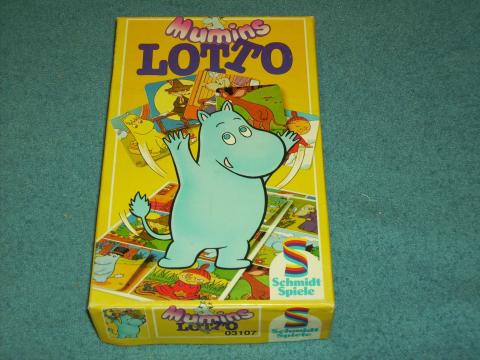 Mumins
LOTTO
Schmidt
Spiele
Mumins
LOTTO
03107
Schmidt
Spiele